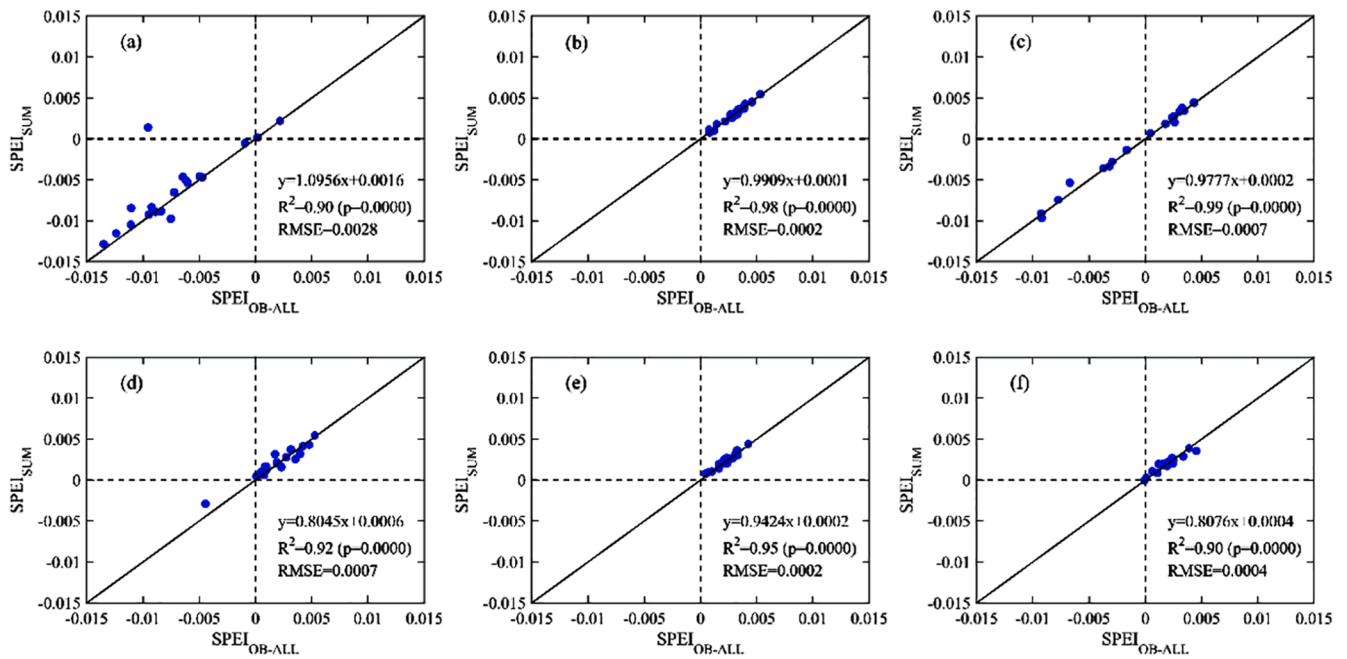 0.015
0.01
0.005
0
-0.005
-0.01
-0.015
SPEI_SUM
(a)
y=1.0956x+0.0016
R²=0.90 (p=0.0000)
RMSE=0.0028
-0.015 -0.01 -0.005 0 0.005 0.01 0.015
SPEI_OB-ALL
0.015
0.01
0.005
0
-0.005
-0.01
-0.015
SPEI_SUM
(b)
y=0.9909x+0.0001
R²=0.98 (p=0.0000)
RMSE=0.0002
-0.015 -0.01 -0.005 0 0.005 0.01 0.015
SPEI_OB-ALL
0.015
0.01
0.005
0
-0.005
-0.01
-0.015
SPEI_SUM
(c)
y=0.9777x+0.0002
R²=0.99 (p=0.0000)
RMSE=0.0007
-0.015 -0.01 -0.005 0 0.005 0.01 0.015
SPEI_OB-ALL
0.015
0.01
0.005
0
-0.005
-0.01
-0.015
SPEI_SUM
(d)
y=0.8045x+0.0006
R²=0.92 (p=0.0000)
RMSE=0.0007
-0.015 -0.01 -0.005 0 0.005 0.01 0.015
SPEI_OB-ALL
0.015
0.01
0.005
0
-0.005
-0.01
-0.015
SPEI_SUM
(e)
y=0.9424x+0.0002
R²=0.95 (p=0.0000)
RMSE=0.0002
-0.015 -0.01 -0.005 0 0.005 0.01 0.015
SPEI_OB-ALL
0.015
0.01
0.005
0
-0.005
-0.01
-0.015
SPEI_SUM
(f)
y=0.8076x+0.0004
R²=0.90 (p=0.0000)
RMSE=0.0004
-0.015 -0.01 -0.005 0 0.005 0.01 0.015
SPEI_OB-ALL